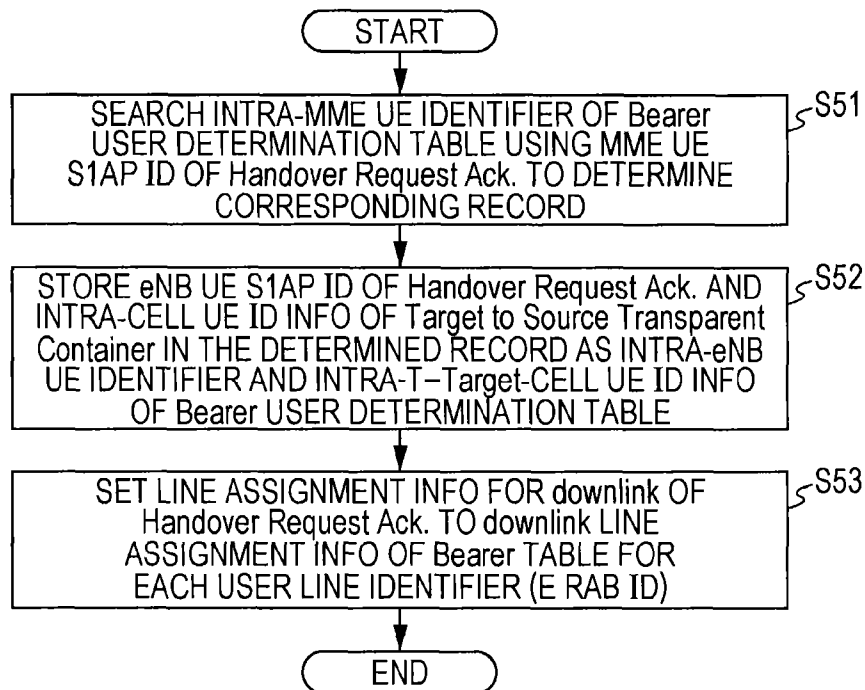 START
SEARCH INTRA-MME UE IDENTIFIER OF Bearer
USER DETERMINATION TABLE USING MME UE
S1AP ID OF Handover Request Ack. TO DETERMINE
CORRESPONDING RECORD
S51
STORE eNB UE S1AP ID OF Handover Request Ack. AND
INTRA-CELL UE ID INFO OF Target to Source Transparent
Container IN THE DETERMINED RECORD AS INTRA-eNB
UE IDENTIFIER AND INTRA-T-Target-CELL UE ID INFO
OF Bearer USER DETERMINATION TABLE
S52
SET LINE ASSIGNMENT INFO FOR downlink OF
Handover Request Ack. TO downlink LINE
ASSIGNMENT INFO OF Bearer TABLE FOR
EACH USER LINE IDENTIFIER (E RAB ID)
S53
END